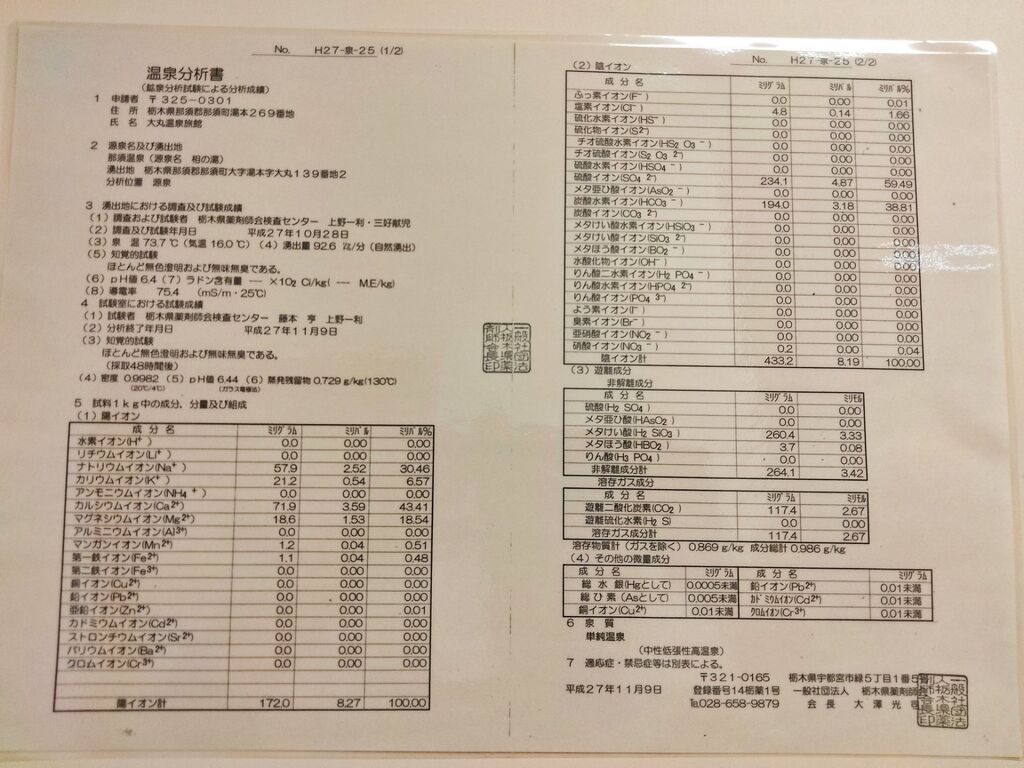 No. H27-泉-25 (1/2)
温泉分析書
(鉱泉分析試験による分析成績)
1 申請者 〒325-0301
住 所 栃木県那須郡那須町湯本269番地
氏 名 大丸温泉旅館
2 源泉名及び湧出地
那須温泉(源泉名 相の湯)
湧出地 栃木県那須郡那須町大字湯本字大丸139番地2
分析位置 源泉
3 湧出地における調査及び試験成績
(1) 調査および試験者 栃木県薬剤師会検査センター 上野一利・三好献児
(2) 調査及び試験年月日 平成27年10月28日
(3) 泉 温 73.7℃ (気温 16.0℃) (4) 湧出量 92.6 ㍑/分 (自然湧出)
(5) 知覚的試験
ほとんど無色澄明および無味無臭である。
(6) pH値 6.4 (7) ラドン含有量 --- ×10₂ Ci/kg( --- M.E/kg)
(8) 導電率 75.4 (mS/m・25℃)
4 試験室における試験成績
(1) 試験者 栃木県薬剤師会検査センター 藤本 亨 上野一利
(2) 分析終了年月日 平成27年11月9日
(3) 知覚的試験
ほとんど無色澄明および無味無臭である。
(採取48時間後)
(4) 密度 0.9982 (5) pH値 6.44 (6) 蒸発残留物 0.729 g/kg(130℃)
(20℃/4℃) (ガラス電極法)
5 試料1kg中の成分、分量及び組成
(1) 陽イオン
成 分 名 ミリグラム ミリバル ミリバル%
水素イオン(H⁺) 0.0 0.00 0.00
リチウムイオン(Li⁺) 0.0 0.00 0.00
ナトリウムイオン(Na⁺) 57.9 2.52 30.46
カリウムイオン(K⁺) 21.2 0.54 6.57
アンモニウムイオン(NH₄⁺) 0.0 0.00 0.00
カルシウムイオン(Ca²⁺) 71.9 3.59 43.41
マグネシウムイオン(Mg²⁺) 18.6 1.53 18.54
アルミニウムイオン(Al³⁺) 0.0 0.00 0.00
マンガンイオン(Mn²⁺) 1.2 0.04 0.51
第一鉄イオン(Fe²⁺) 1.1 0.04 0.48
第二鉄イオン(Fe³⁺) 0.0 0.00 0.00
銅イオン(Cu²⁺) 0.0 0.00 0.00
鉛イオン(Pb²⁺) 0.0 0.00 0.00
亜鉛イオン(Zn²⁺) 0.0 0.00 0.01
カドミウムイオン(Cd²⁺) 0.0 0.00 0.00
ストロンチウムイオン(Sr²⁺) 0.0 0.00 0.00
バリウムイオン(Ba²⁺) 0.0 0.00 0.00
クロムイオン(Cr³⁺) 0.0 0.00 0.00
陽イオン計 172.0 8.27 100.00
No. H27-泉-25 (2/2)
(2) 陰イオン
成 分 名 ミリグラム ミリバル ミリバル%
ふっ素イオン(F⁻) 0.0 0.00 0.01
塩素イオン(Cl⁻) 4.8 0.14 1.66
硫化水素イオン(HS⁻) 0.0 0.00 0.00
硫化物イオン(S²⁻) 0.0 0.00 0.00
チオ硫酸水素イオン(HS₂O₃⁻) 0.0 0.00 0.00
チオ硫酸イオン(S₂O₃²⁻) 0.0 0.00 0.00
硫酸水素イオン(HSO₄⁻) 0.0 0.00 0.00
硫酸イオン(SO₄²⁻) 234.1 4.87 59.49
メタ亜ひ酸イオン(AsO₂⁻) 0.0 0.00 0.00
炭酸水素イオン(HCO₃⁻) 194.0 3.18 38.81
炭酸イオン(CO₃²⁻) 0.0 0.00 0.00
メタけい酸水素イオン(HSiO₃⁻) 0.0 0.00 0.00
メタけい酸イオン(SiO₃²⁻) 0.0 0.00 0.00
メタほう酸イオン(BO₂⁻) 0.0 0.00 0.00
水酸化物イオン(OH⁻) 0.0 0.00 0.00
りん酸二水素イオン(H₂PO₄⁻) 0.0 0.00 0.00
りん酸水素イオン(HPO₄²⁻) 0.0 0.00 0.00
りん酸イオン(PO₄³⁻) 0.0 0.00 0.00
よう素イオン(I⁻) 0.0 0.00 0.00
臭素イオン(Br⁻) 0.0 0.00 0.00
亜硝酸イオン(NO₂⁻) 0.0 0.00 0.00
硝酸イオン(NO₃⁻) 0.2 0.00 0.04
陰イオン計 433.2 8.19 100.00
(3) 遊離成分
非解離成分
成 分 名 ミリグラム ミリモル
硫酸(H₂SO₄) 0.0 0.00
メタ亜ひ酸(HAsO₂) 0.0 0.00
メタけい酸(H₂SiO₃) 260.4 3.33
メタほう酸(HBO₂) 3.7 0.08
りん酸(H₃PO₄) 0.0 0.00
非解離成分計 264.1 3.42
溶存ガス成分
成 分 名 ミリグラム ミリモル
遊離二酸化炭素(CO₂) 117.4 2.67
遊離硫化水素(H₂S) 0.0 0.00
溶存ガス成分計 117.4 2.67
溶存物質計(ガスを除く) 0.869 g/kg 成分総計 0.986 g/kg
(4) その他の微量成分
成 分 名 ミリグラム 成 分 名 ミリグラム
総 水 銀(Hgとして) 0.0005未満 鉛イオン(Pb²⁺) 0.01未満
総 ひ 素 (Asとして) 0.005未満 カドミウムイオン(Cd²⁺) 0.01未満
銅イオン(Cu²⁺) 0.01未満 クロムイオン(Cr³⁺) 0.01未満
6 泉 質
単純温泉
(中性低張性高温泉)
7 適応症・禁忌症等は別表による。
〒321-0165 栃木県宇都宮市緑5丁目1番5
平成27年11月9日 登録番号14栃薬1号 一般社団法人 栃木県薬剤師
℡028-658-9879 会 長 大 澤 光 司
一般社団法
人栃木県薬
剤師会長印
一般社団法
人栃木県薬
剤師会長印